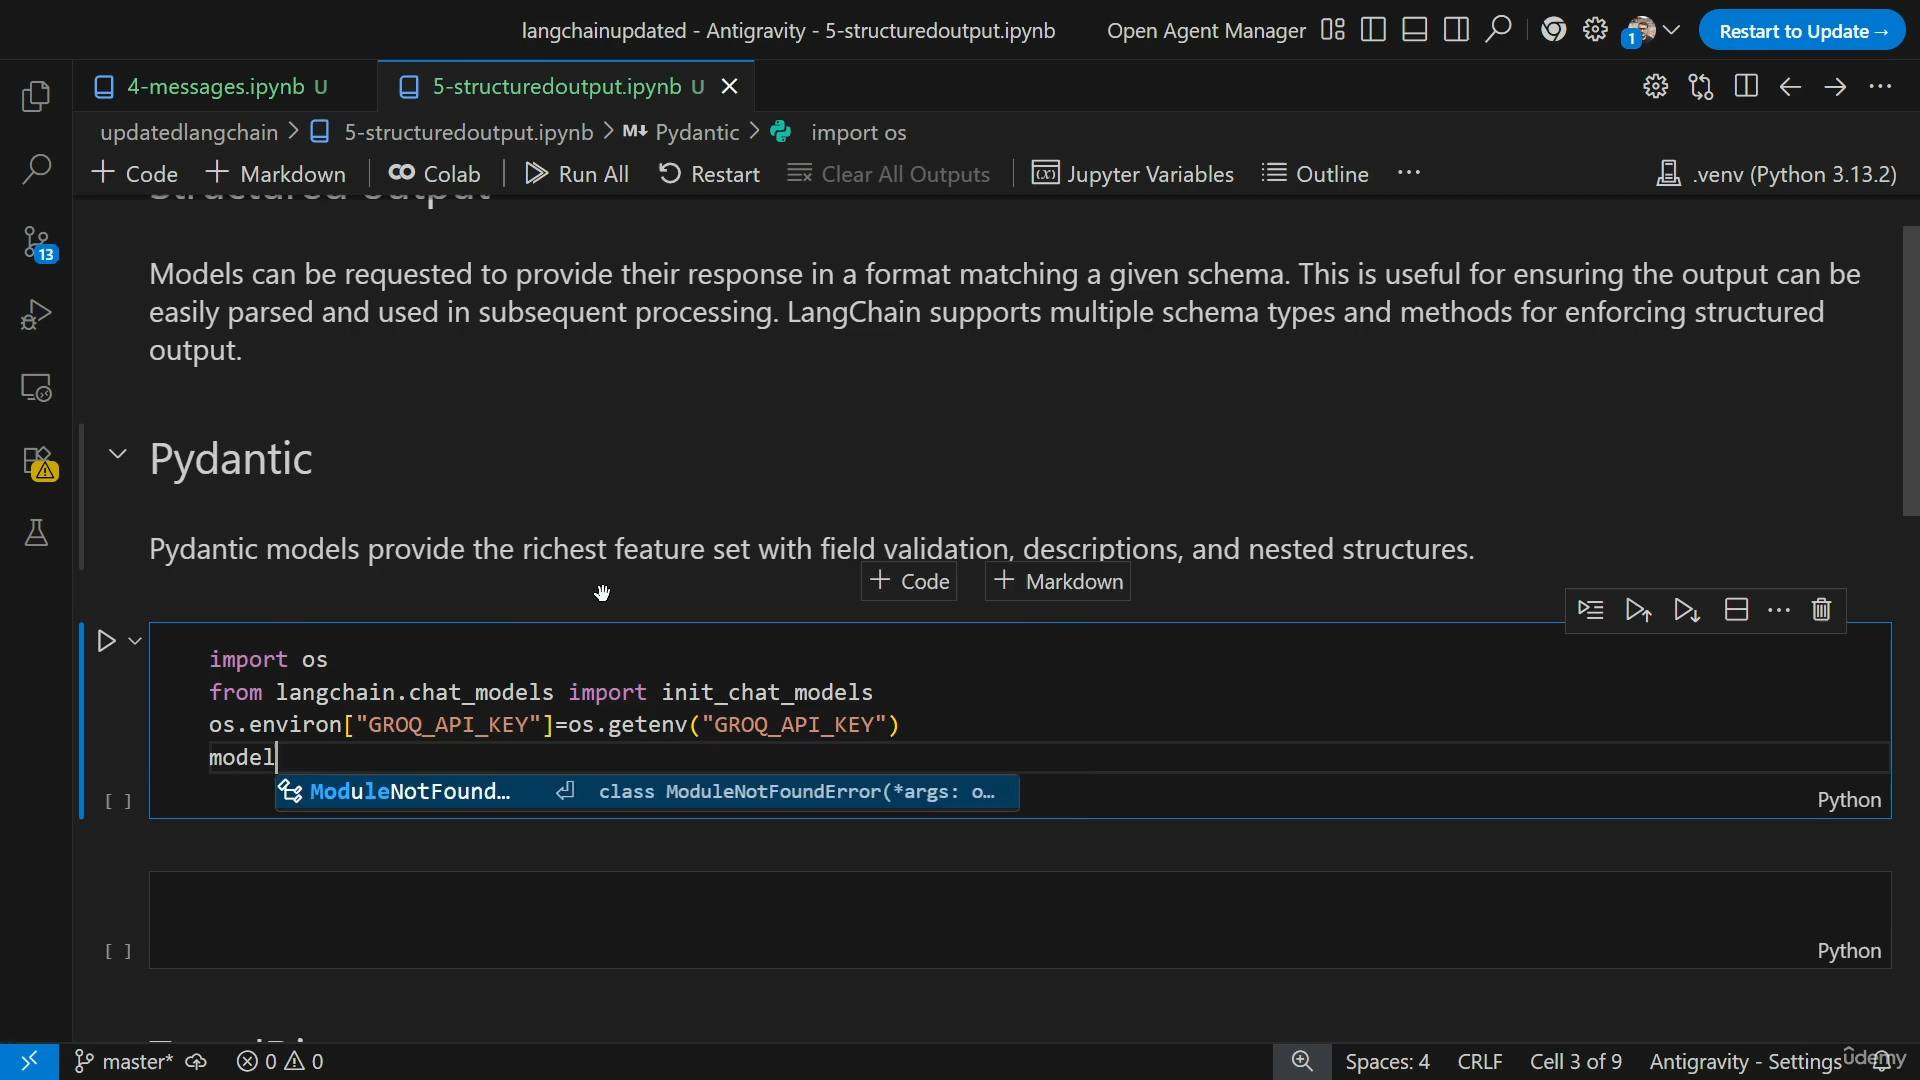 langchainupdated - Antigravity - 5-structuredoutput.ipynb
Open Agent Manager
1
Restart to Update →
4-messages.ipynb U
5-structuredoutput.ipynb U
updatedlangchain > 5-structuredoutput.ipynb > M↓ Pydantic > import os
+ Code + Markdown Colab Run All Restart Clear All Outputs Jupyter Variables Outline ... .venv (Python 3.13.2)
13
Structured Output
Models can be requested to provide their response in a format matching a given schema. This is useful for ensuring the output can be
easily parsed and used in subsequent processing. LangChain supports multiple schema types and methods for enforcing structured
output.
Pydantic
Pydantic models provide the richest feature set with field validation, descriptions, and nested structures.
+ Code + Markdown
import os
from langchain.chat_models import init_chat_models
os.environ["GROQ_API_KEY"]=os.getenv("GROQ_API_KEY")
model
ModuleNotFound... class ModuleNotFoundError(*args: o...
[ ]
Python
[ ]
Python
master* 0 0 Spaces: 4 CRLF Cell 3 of 9 Antigravity - Settings
udemy